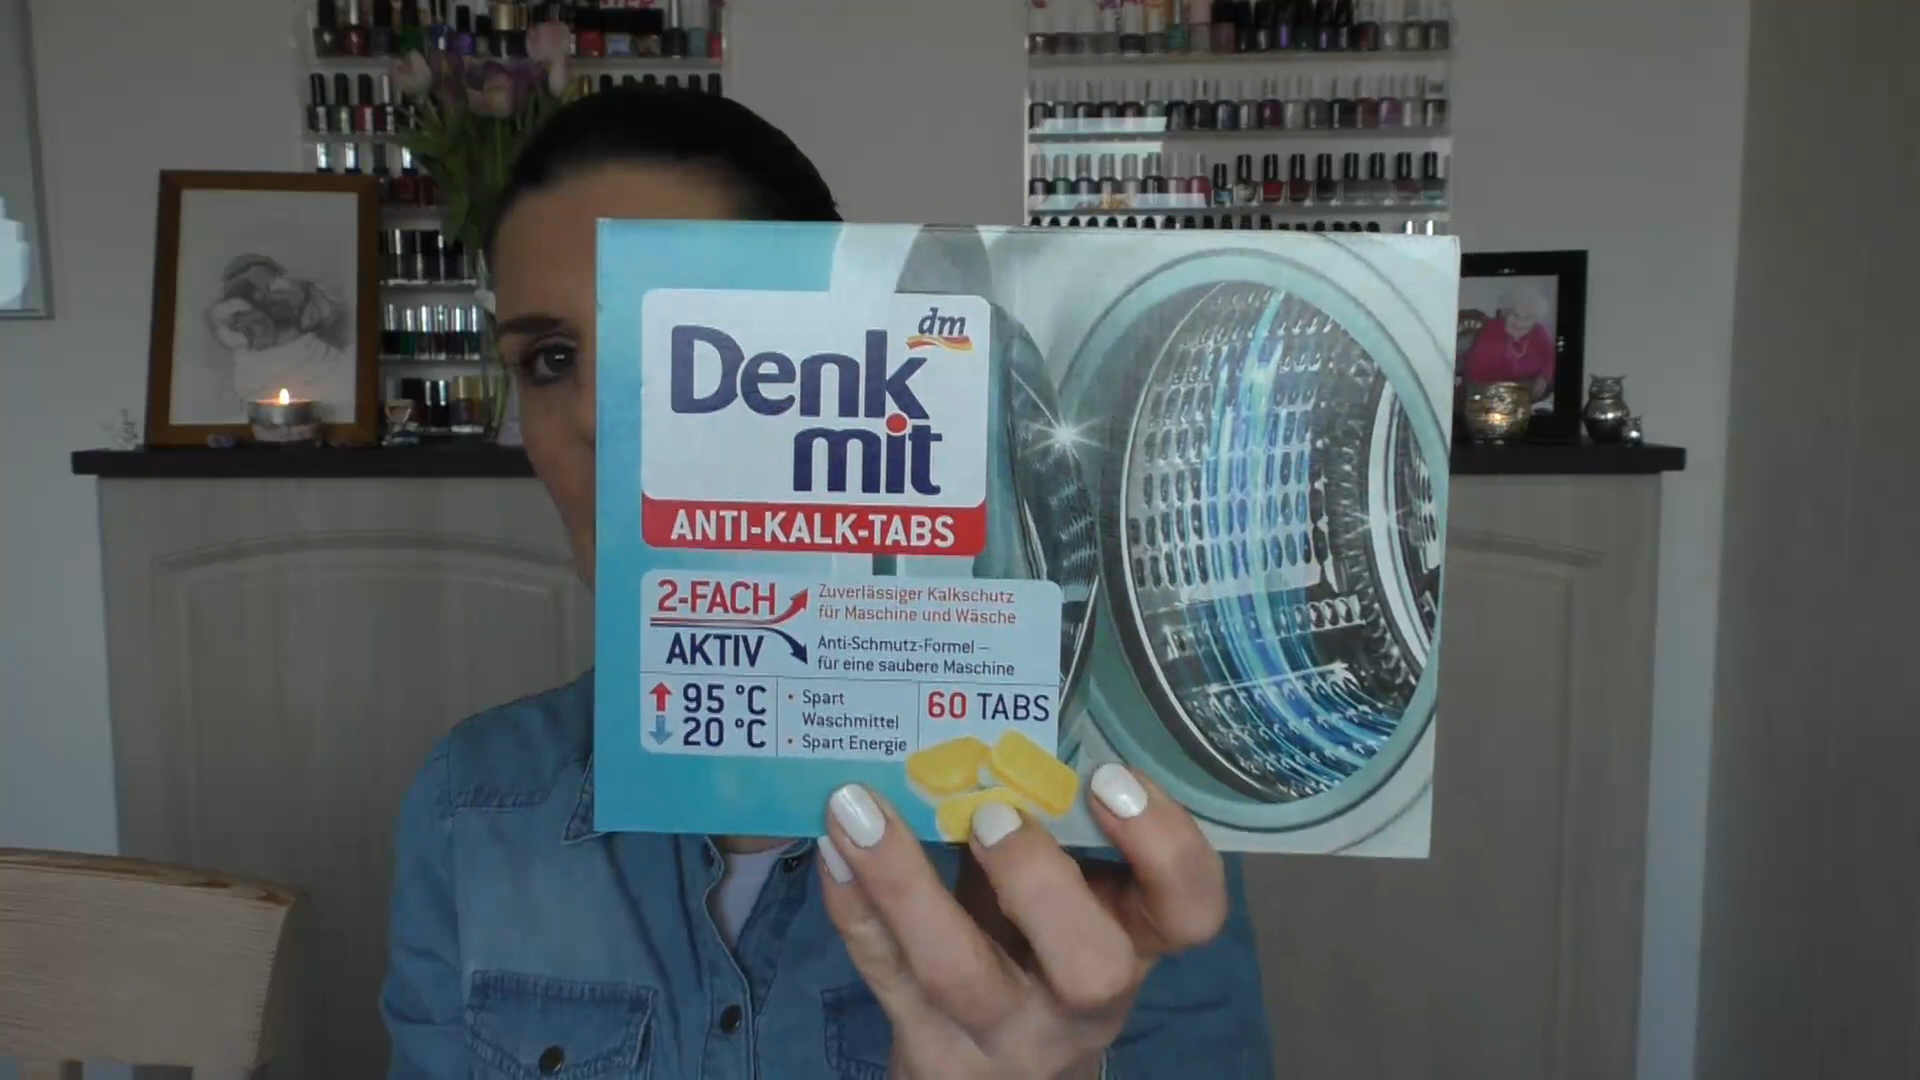 dm
Denk
mit
ANTI-KALK-TABS
2-FACH
AKTIV
Zuverlässiger Kalkschutz
für Maschine und Wäsche
Anti-Schmutz-Formel –
für eine saubere Maschine
95 °C
20 °C
• Spart
Waschmittel
• Spart Energie
60 TABS